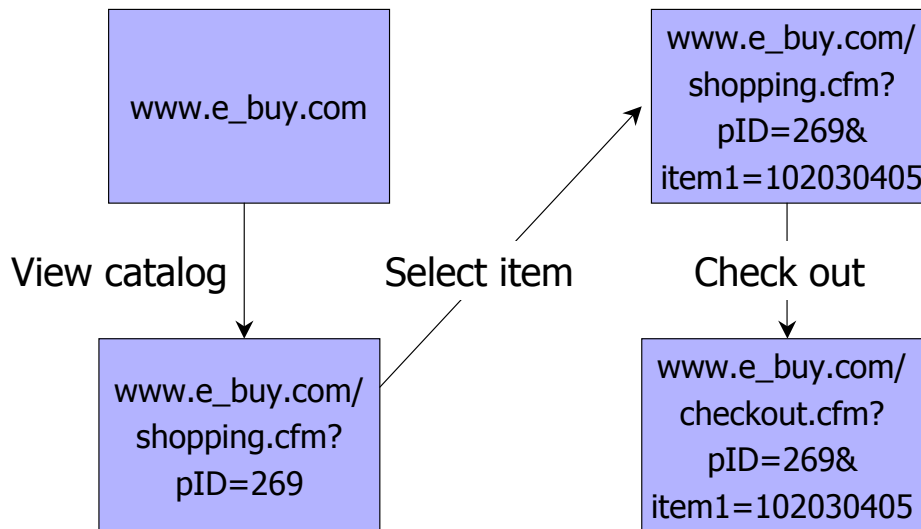 www.e_buy.com
View catalog
www.e_buy.com/
shopping.cfm?
pID=269
Select item
www.e_buy.com/
shopping.cfm?
pID=269&
item1=102030405
Check out
www.e_buy.com/
checkout.cfm?
pID=269&
item1=102030405